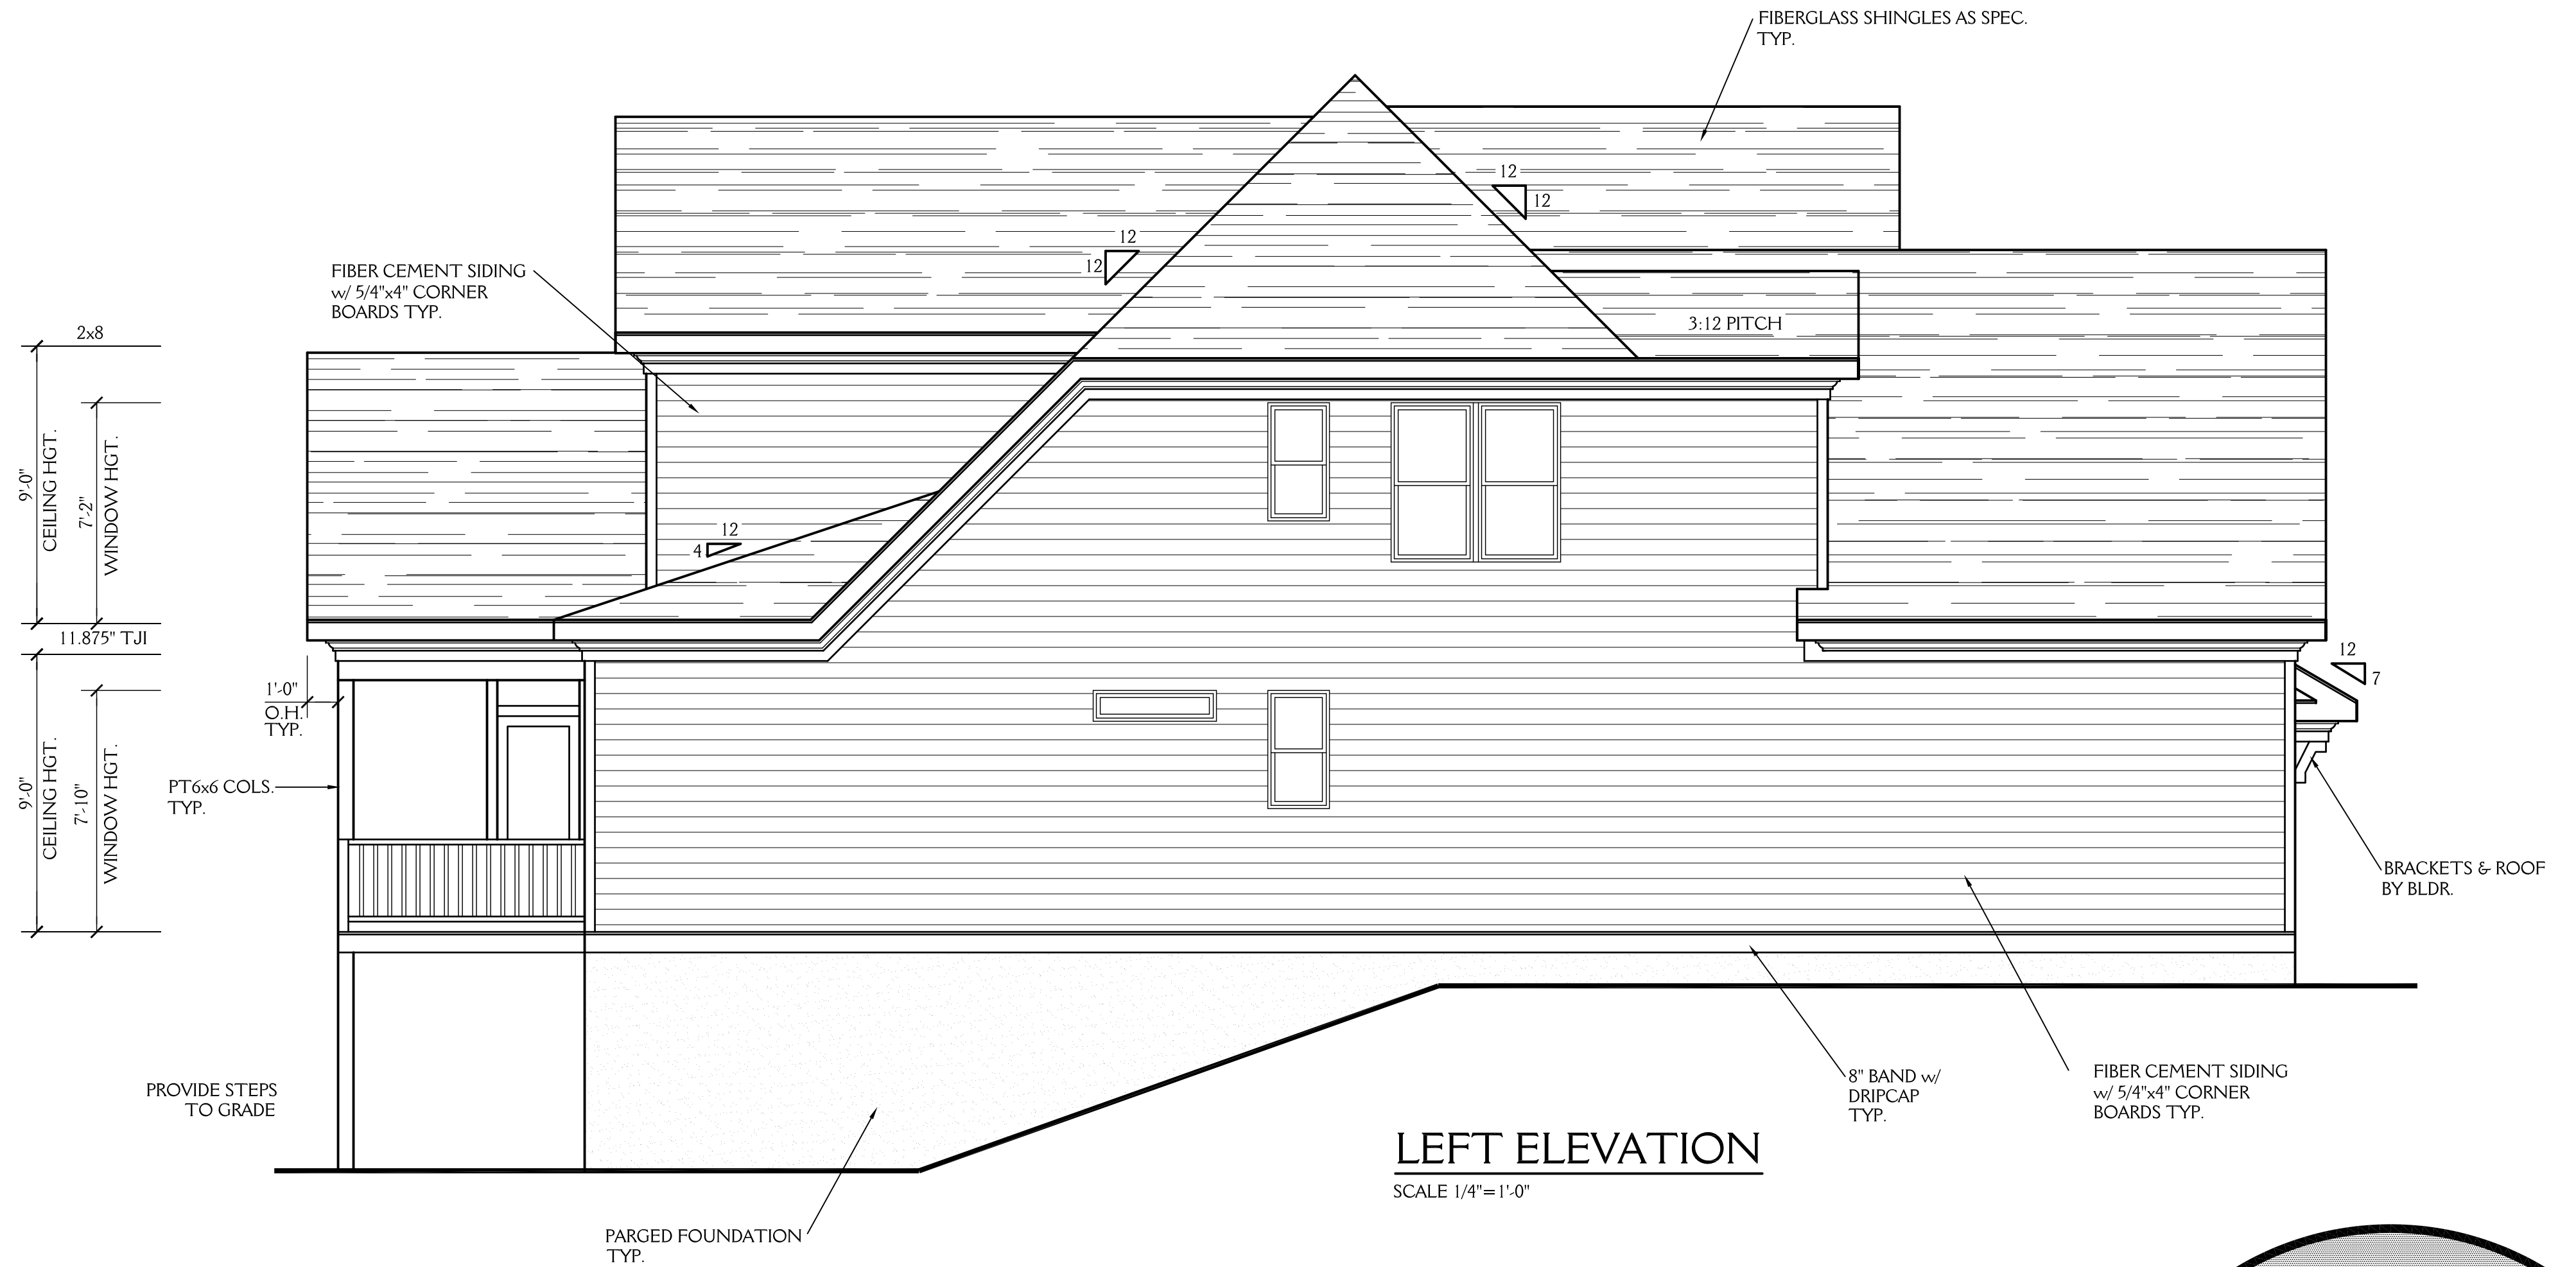 FIBERGLASS SHINGLES AS SPEC.
TYP.
12
12
12
12
FIBER CEMENT SIDING
w/ 5/4"x4" CORNER
BOARDS TYP.
3:12 PITCH
2x8
9'-0"
CEILING HGT.
7'-2"
WINDOW HGT.
12
4
11.875" TJI
12
7
1'-0"
O.H.
TYP.
9'-0"
CEILING HGT.
7'-10"
WINDOW HGT.
PT6x6 COLS.
TYP.
BRACKETS & ROOF
BY BLDR.
PROVIDE STEPS
TO GRADE
8" BAND w/
DRIPCAP
TYP.
FIBER CEMENT SIDING
w/ 5/4"x4" CORNER
BOARDS TYP.
LEFT ELEVATION
SCALE 1/4"=1'-0"
PARGED FOUNDATION
TYP.